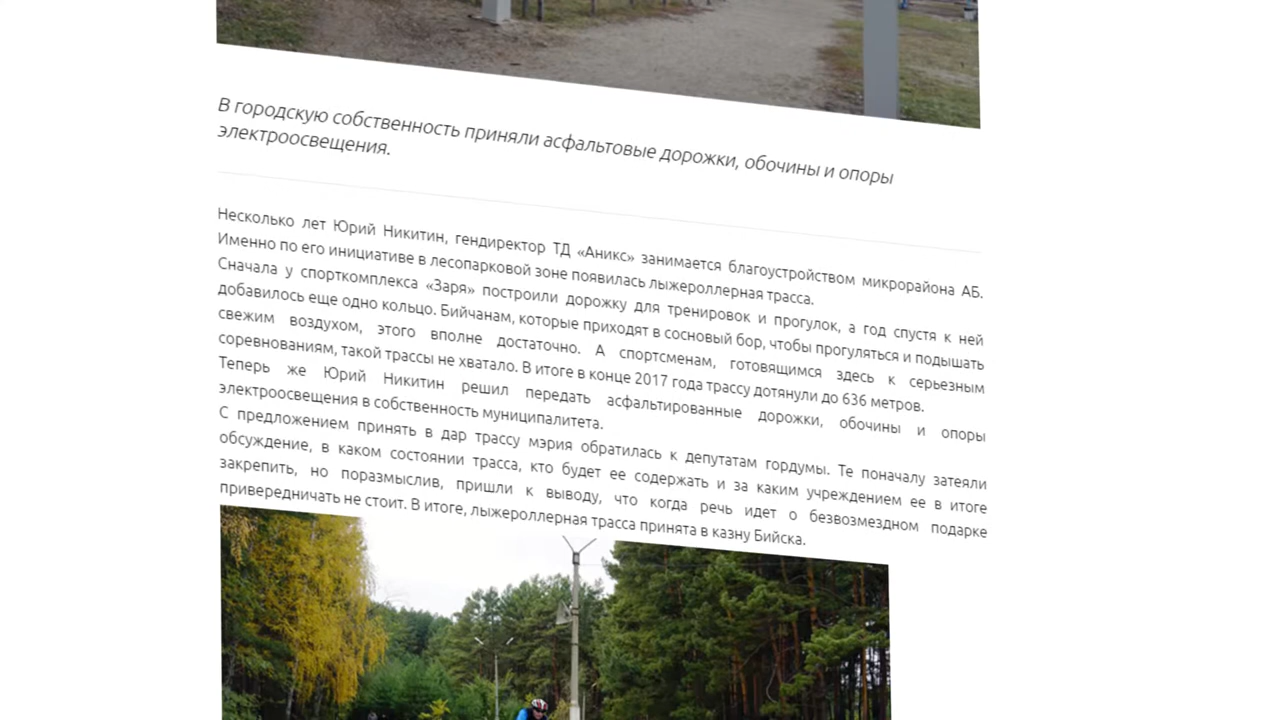 В городскую собственность приняли асфальтовые дорожки, обочины и опоры
электроосвещения.
Несколько лет Юрий Никитин, гендиректор ТД «Аникс» занимается благоустройством микрорайона АБ.
Именно по его инициативе в лесопарковой зоне появилась лыжероллерная трасса.
Сначала у спорткомплекса «Заря» построили дорожку для тренировок и прогулок, а год спустя к ней
добавилось еще одно кольцо. Бийчанам, которые приходят в сосновый бор, чтобы прогуляться и подышать
свежим воздухом, этого вполне достаточно. А спортсменам, готовящимся здесь к серьезным
соревнованиям, такой трассы не хватало. В итоге в конце 2017 года трассу дотянули до 636 метров.
Теперь же Юрий Никитин решил передать асфальтированные дорожки, обочины и опоры
электроосвещения в собственность муниципалитета.
С предложением принять в дар трассу мэрия обратилась к депутатам гордумы. Те поначалу затеяли
обсуждение, в каком состоянии трасса, кто будет ее содержать и за каким учреждением ее в итоге
закрепить, но поразмыслив, пришли к выводу, что когда речь идет о безвозмездном подарке
привередничать не стоит. В итоге, лыжероллерная трасса принята в казну Бийска.